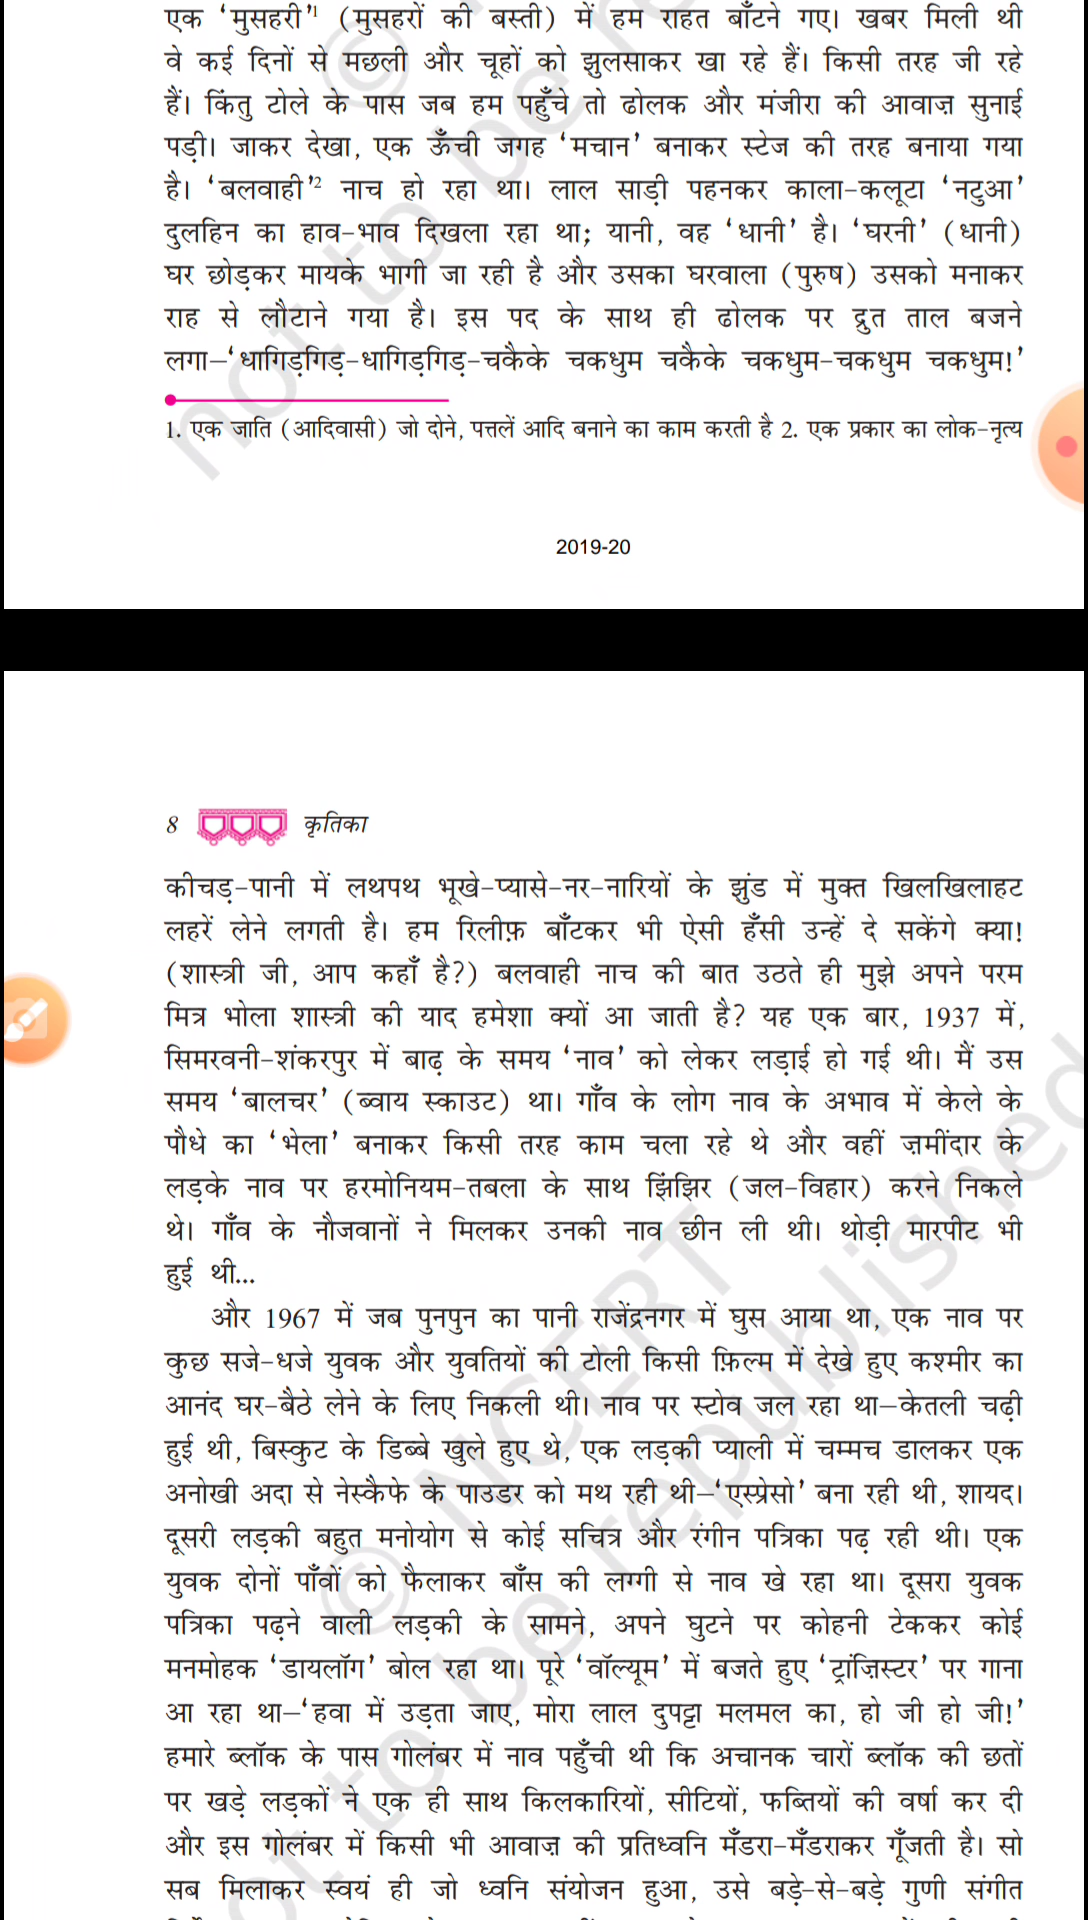 एक ‘मुसहरी’1 (मुसहरों की बस्ती) में हम राहत बाँटने गए। खबर मिली थी
वे कई दिनों से मछली और चूहों को झुलसाकर खा रहे हैं। किसी तरह जी रहे
हैं। किंतु टोले के पास जब हम पहुँचे तो ढोलक और मंजीरा की आवाज़ सुनाई
पड़ी। जाकर देखा, एक ऊँची जगह ‘मचान’ बनाकर स्टेज की तरह बनाया गया
है। ‘बलवाही’2 नाच हो रहा था। लाल साड़ी पहनकर काला-कलूटा ‘नटुआ’
दुलहिन का हाव-भाव दिखला रहा था; यानी, वह ‘धानी’ है। ‘घरनी’ (धानी)
घर छोड़कर मायके भागी जा रही है और उसका घरवाला (पुरुष) उसको मनाकर
राह से लौटाने गया है। इस पद के साथ ही ढोलक पर द्रुत ताल बजने
लगा–‘धागिड़गिड़-धागिड़गिड़-चकैके चकधुम चकैके चकधुम-चकधुम चकधुम!’
1. एक जाति (आदिवासी) जो दोने, पत्तलें आदि बनाने का काम करती है 2. एक प्रकार का लोक-नृत्य
2019-20
8 कृतिका
कीचड़-पानी में लथपथ भूखे-प्यासे-नर-नारियों के झुंड में मुक्त खिलखिलाहट
लहरें लेने लगती है। हम रिलीफ़ बाँटकर भी ऐसी हँसी उन्हें दे सकेंगे क्या!
(शास्त्री जी, आप कहाँ है?) बलवाही नाच की बात उठते ही मुझे अपने परम
मित्र भोला शास्त्री की याद हमेशा क्यों आ जाती है? यह एक बार, 1937 में,
सिमरवनी-शंकरपुर में बाढ़ के समय ‘नाव’ को लेकर लड़ाई हो गई थी। मैं उस
समय ‘बालचर’ (ब्वाय स्काउट) था। गाँव के लोग नाव के अभाव में केले के
पौधे का ‘भेला’ बनाकर किसी तरह काम चला रहे थे और वहीं ज़मींदार के
लड़के नाव पर हरमोनियम-तबला के साथ झिंझिर (जल-विहार) करने निकले
थे। गाँव के नौजवानों ने मिलकर उनकी नाव छीन ली थी। थोड़ी मारपीट भी
हुई थी...
और 1967 में जब पुनपुन का पानी राजेंद्रनगर में घुस आया था, एक नाव पर
कुछ सजे-धजे युवक और युवतियों की टोली किसी फ़िल्म में देखे हुए कश्मीर का
आनंद घर-बैठे लेने के लिए निकली थी। नाव पर स्टोव जल रहा था–केतली चढ़ी
हुई थी, बिस्कुट के डिब्बे खुले हुए थे, एक लड़की प्याली में चम्मच डालकर एक
अनोखी अदा से नेस्कैफे के पाउडर को मथ रही थी–‘एस्प्रेसो’ बना रही थी, शायद।
दूसरी लड़की बहुत मनोयोग से कोई सचित्र और रंगीन पत्रिका पढ़ रही थी। एक
युवक दोनों पाँवों को फैलाकर बाँस की लग्गी से नाव खे रहा था। दूसरा युवक
पत्रिका पढ़ने वाली लड़की के सामने, अपने घुटने पर कोहनी टेककर कोई
मनमोहक ‘डायलॉग’ बोल रहा था। पूरे ‘वॉल्यूम’ में बजते हुए ‘ट्रांज़िस्टर’ पर गाना
आ रहा था–‘हवा में उड़ता जाए, मोरा लाल दुपट्टा मलमल का, हो जी हो जी!’
हमारे ब्लॉक के पास गोलंबर में नाव पहुँची थी कि अचानक चारों ब्लॉक की छतों
पर खड़े लड़कों ने एक ही साथ किलकारियों, सीटियों, फब्तियों की वर्षा कर दी
और इस गोलंबर में किसी भी आवाज़ की प्रतिध्वनि मँडरा-मँडराकर गूँजती है। सो
सब मिलाकर स्वयं ही जो ध्वनि संयोजन हुआ, उसे बड़े-से-बड़े गुणी संगीत
© NCERT
not to be republished